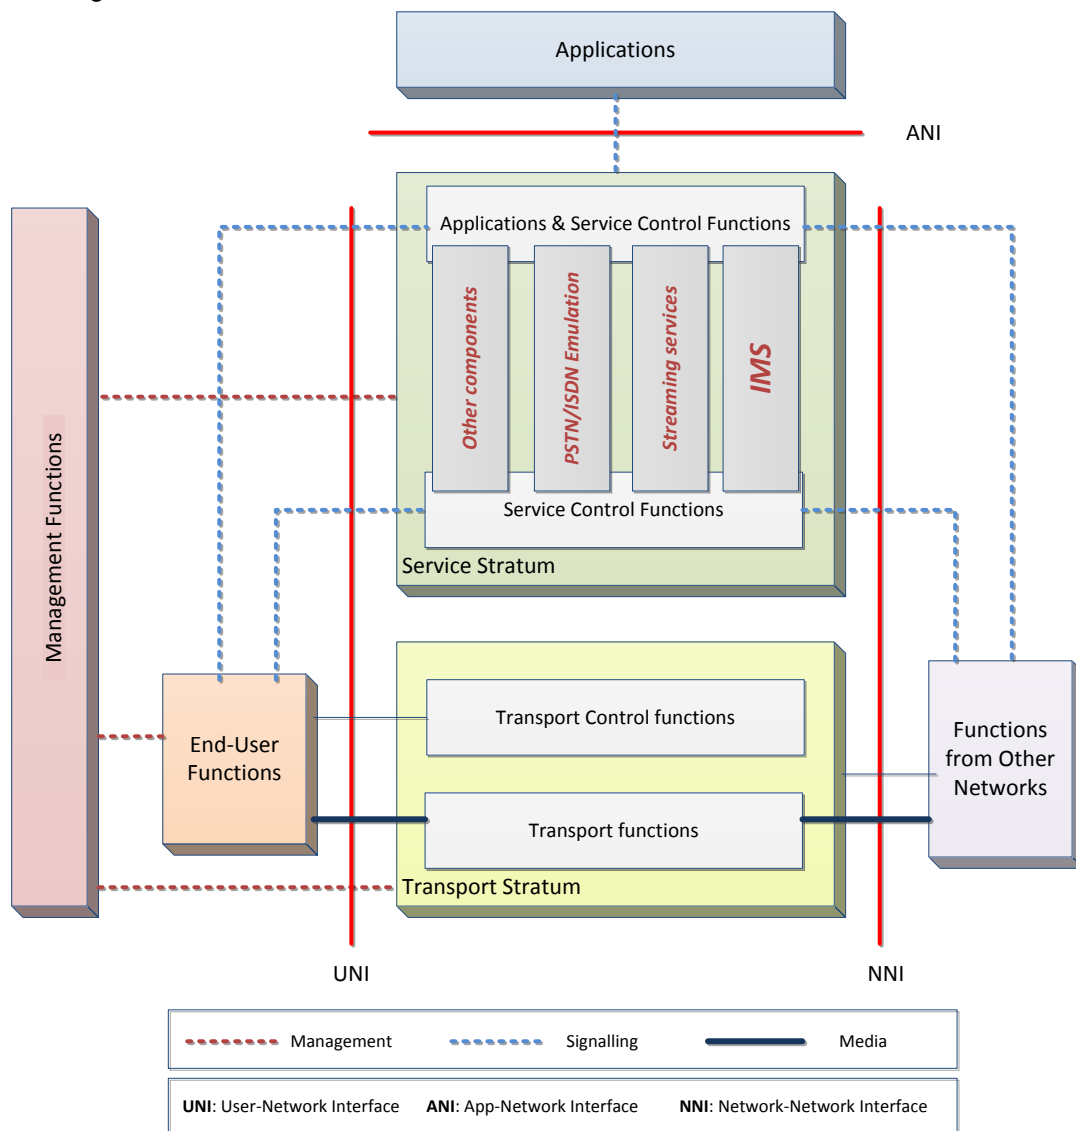 Applications
ANI
Applications & Service Control Functions
Other components
PSTN/ISDN Emulation
Streaming services
IMS
Service Control Functions
Service Stratum
Management Functions
Transport Control functions
End-User
Functions
Functions
from Other
Networks
Transport functions
Transport Stratum
UNI
NNI
Management
Signalling
Media
UNI: User-Network Interface ANI: App-Network Interface NNI: Network-Network Interface